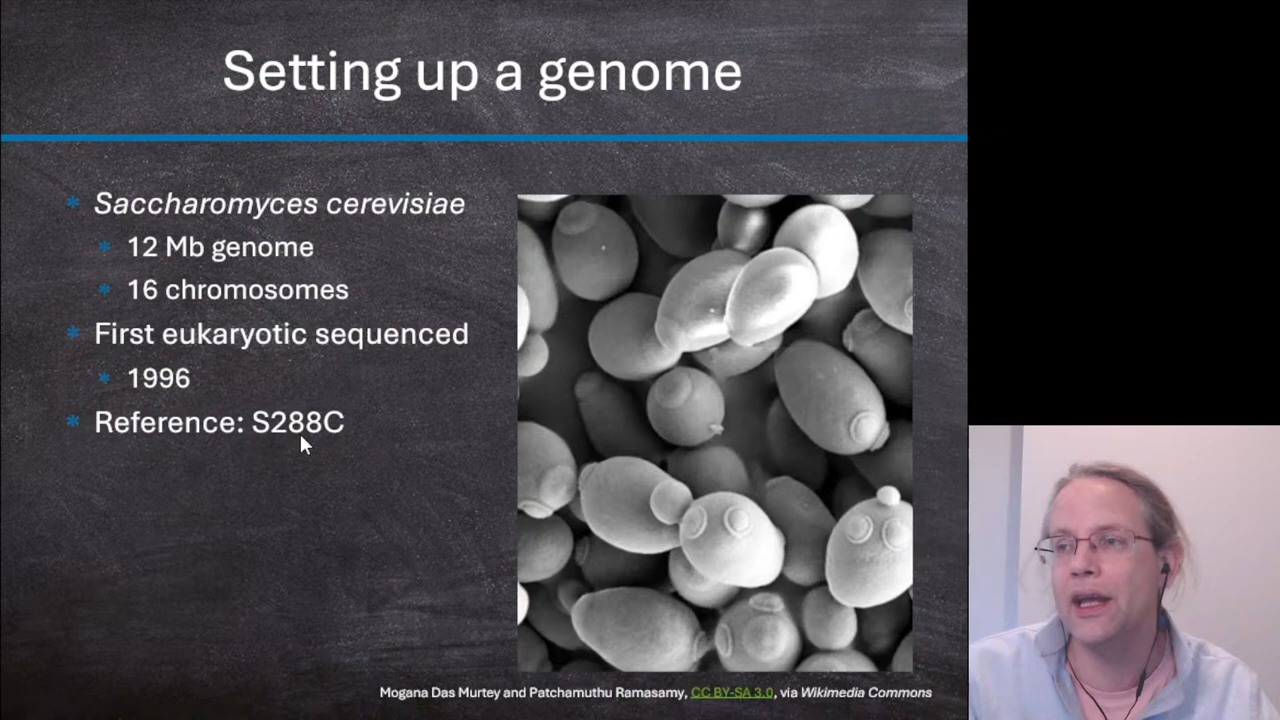 Setting up a genome
* Saccharomyces cerevisiae
* 12 Mb genome
* 16 chromosomes
* First eukaryotic sequenced
* 1996
* Reference: S288C
Mogana Das Murtey and Patchamuthu Ramasamy, CC BY-SA 3.0, via Wikimedia Commons